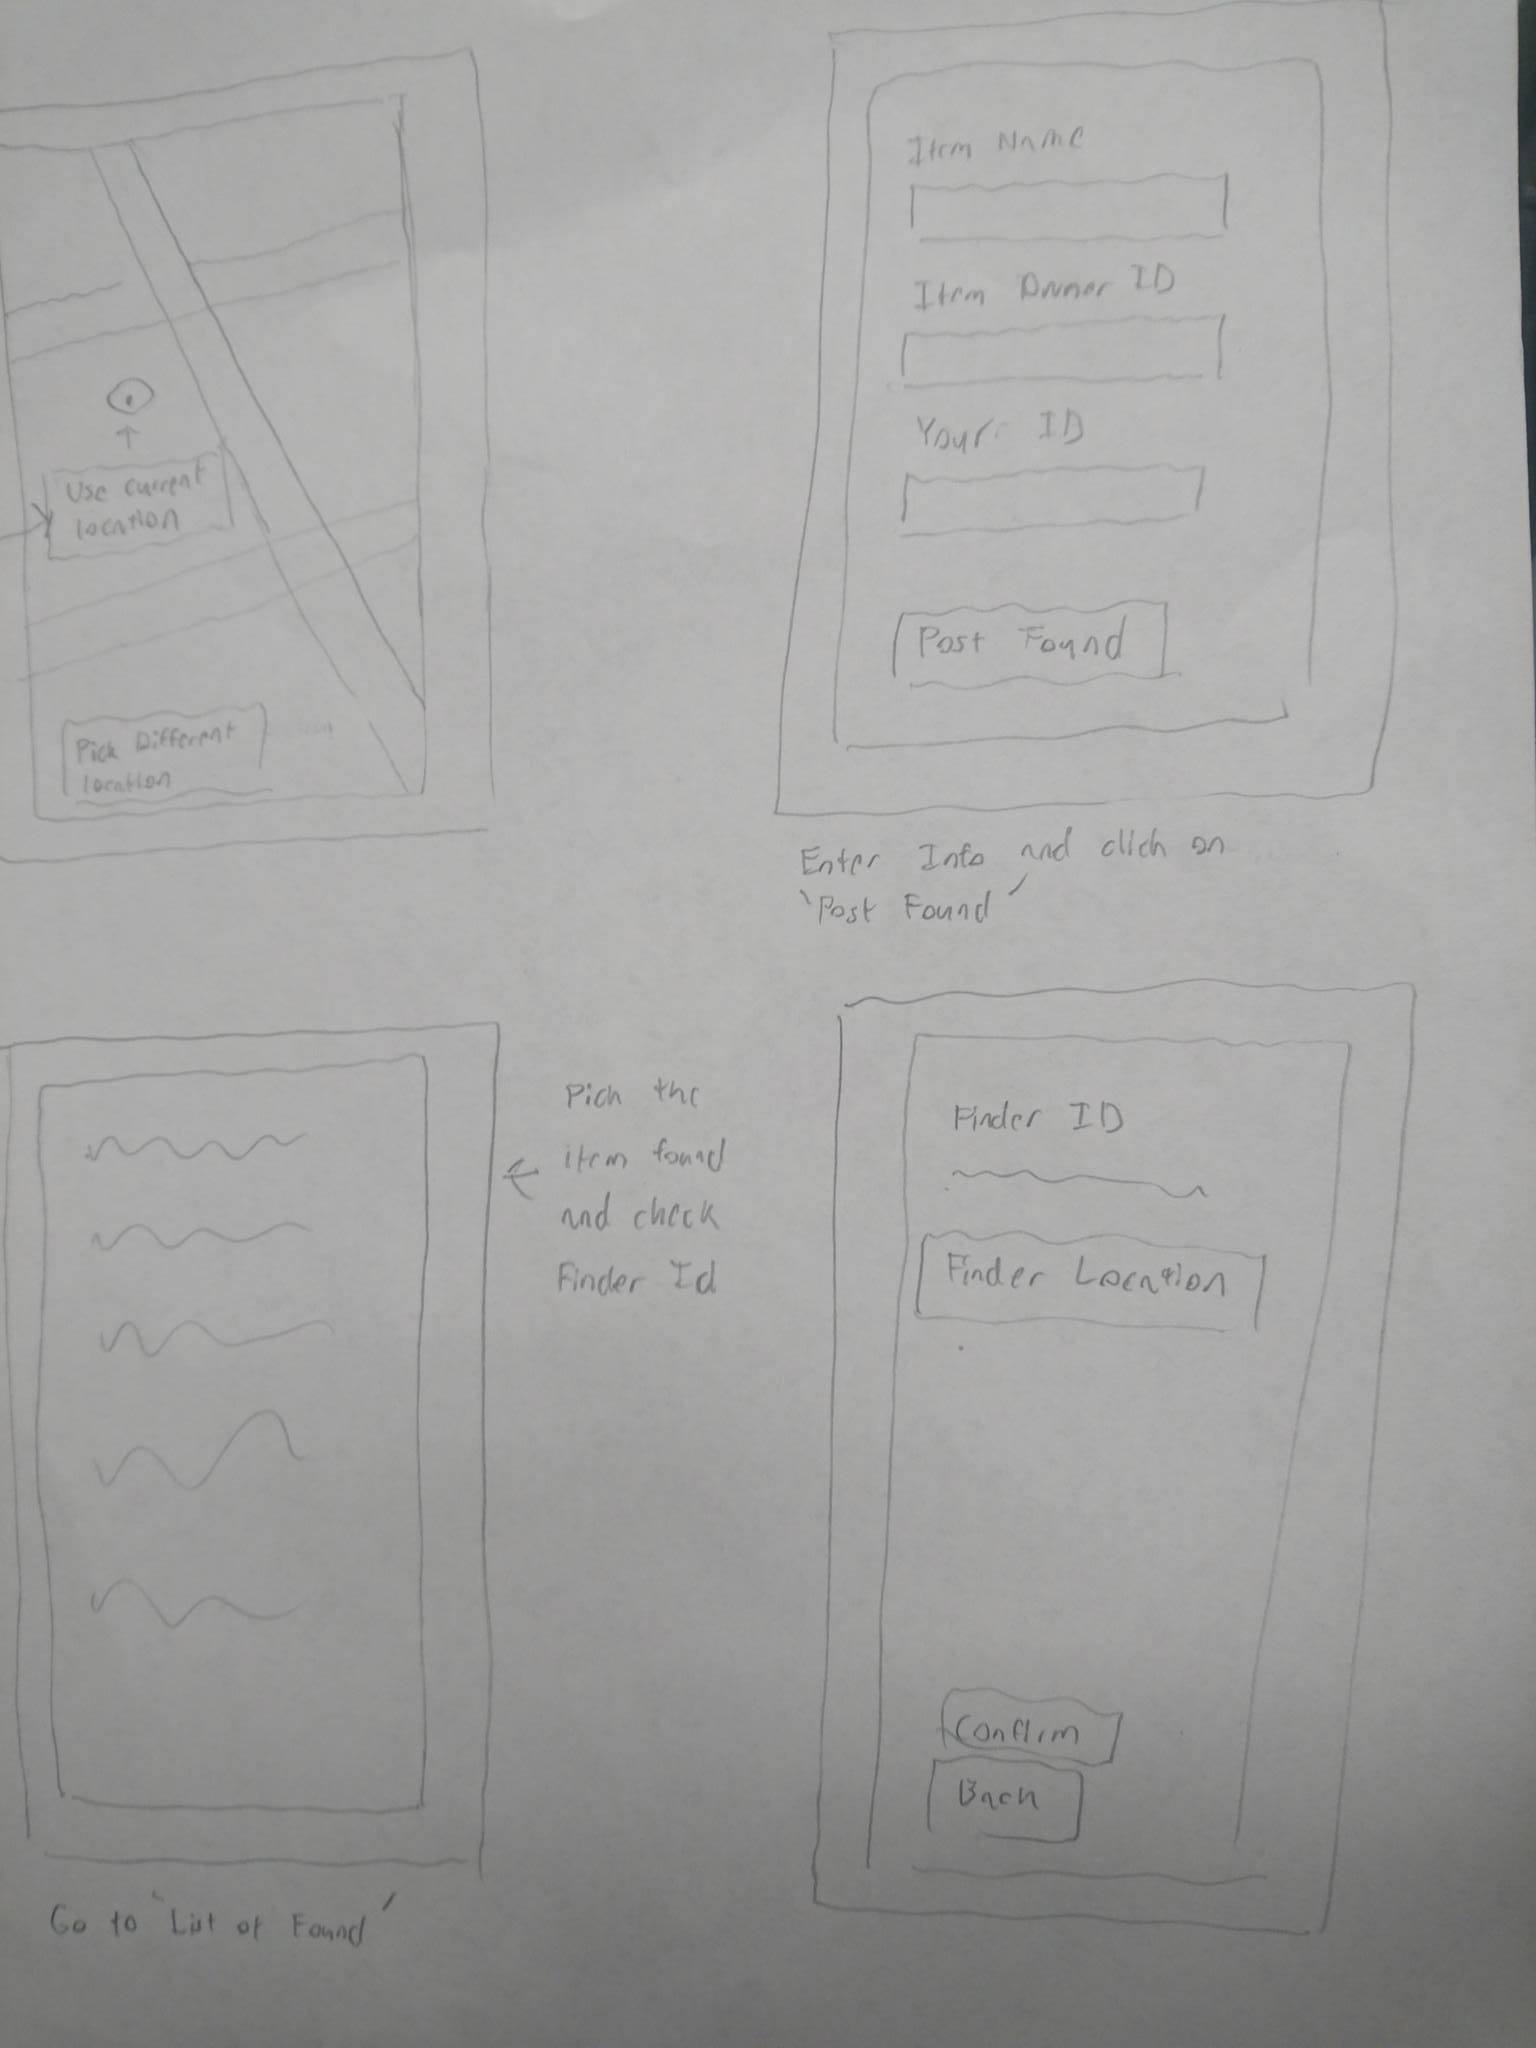 Use current
location
Pick Different
location
Item Name
Item Owner ID
Your ID
Post Found
Enter Info and click on
'Post Found'
Pick the
item found
and check
Finder Id
Go to 'List of Found'
Finder ID
Finder Location
Confirm
Back